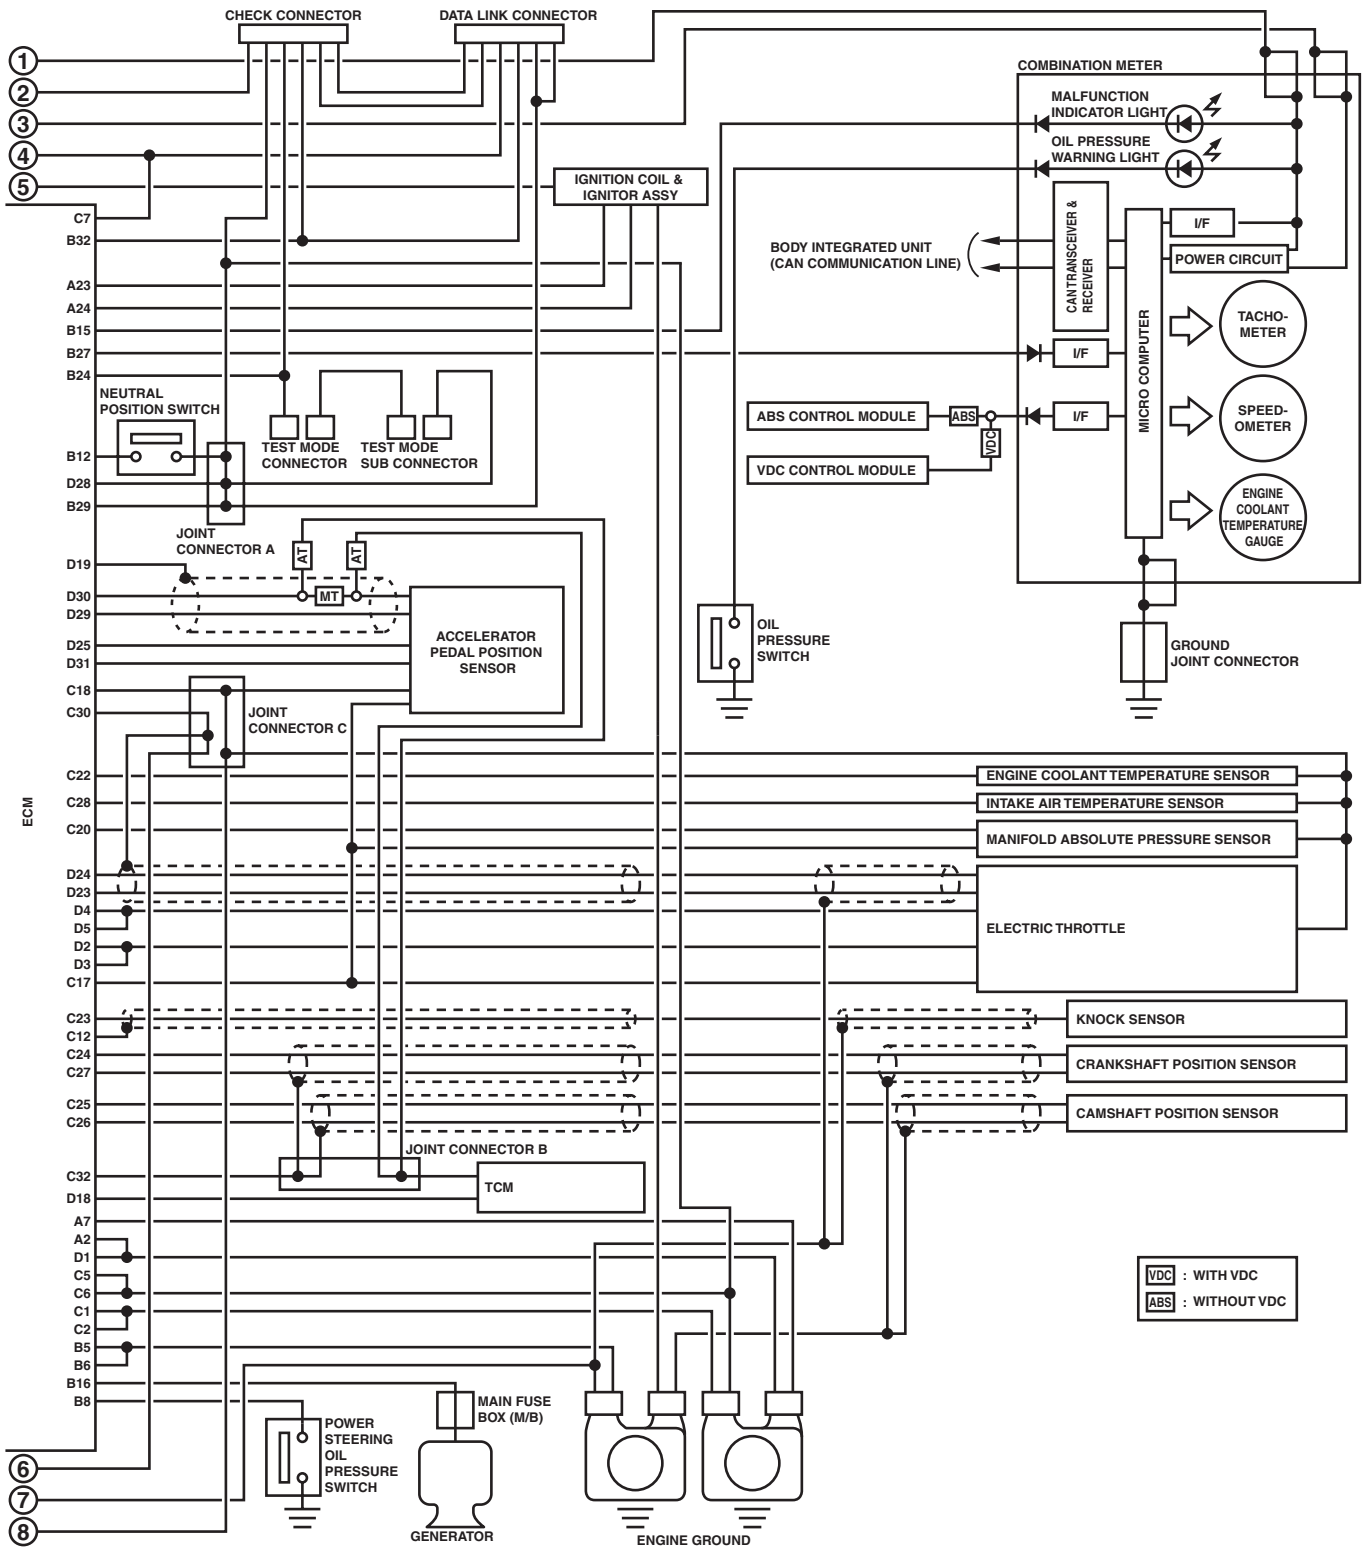 CHECK CONNECTOR
DATA LINK CONNECTOR
1
2
3
4
5
COMBINATION METER
MALFUNCTION
INDICATOR LIGHT
OIL PRESSURE
WARNING LIGHT
IGNITION COIL &
IGNITOR ASSY
CAN TRANSCEIVER &
RECEIVER
I/F
POWER CIRCUIT
BODY INTEGRATED UNIT
(CAN COMMUNICATION LINE)
MICRO COMPUTER
TACHO-
METER
I/F
SPEED-
OMETER
I/F
ENGINE
COOLANT
TEMPERATURE
GAUGE
ABS CONTROL MODULE
ABS
VDC
VDC CONTROL MODULE
C7
B32
A23
A24
B15
B27
B24
NEUTRAL
POSITION SWITCH
TEST MODE
CONNECTOR
TEST MODE
SUB CONNECTOR
B12
D28
B29
JOINT
CONNECTOR A
AT
AT
D19
D30
MT
D29
D25
D31
C18
C30
ACCELERATOR
PEDAL POSITION
SENSOR
OIL
PRESSURE
SWITCH
GROUND
JOINT CONNECTOR
JOINT
CONNECTOR C
ECM
C22
ENGINE COOLANT TEMPERATURE SENSOR
C28
INTAKE AIR TEMPERATURE SENSOR
C20
MANIFOLD ABSOLUTE PRESSURE SENSOR
D24
D23
D4
D5
ELECTRIC THROTTLE
D2
D3
C17
C23
KNOCK SENSOR
C12
C24
CRANKSHAFT POSITION SENSOR
C27
C25
CAMSHAFT POSITION SENSOR
C26
JOINT CONNECTOR B
C32
TCM
D18
A7
A2
D1
C5
C6
C1
C2
B5
B6
B16
B8
VDC : WITH VDC
ABS : WITHOUT VDC
MAIN FUSE
BOX (M/B)
POWER
STEERING
OIL
PRESSURE
SWITCH
6
7
8
GENERATOR
ENGINE GROUND